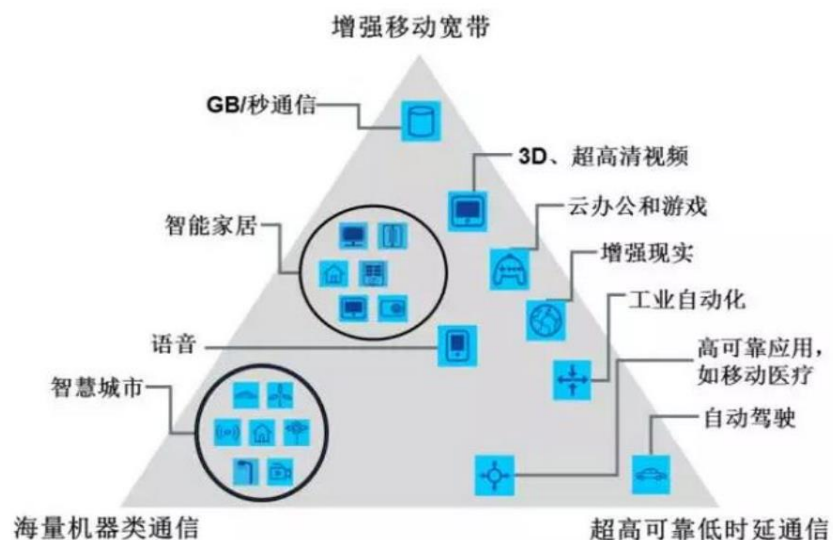 增强移动宽带
GB/秒通信
3D、超高清视频
云办公和游戏
智能家居
增强现实
工业自动化
语音
高可靠应用，
如移动医疗
智慧城市
自动驾驶
海量机器类通信
超高可靠低时延通信